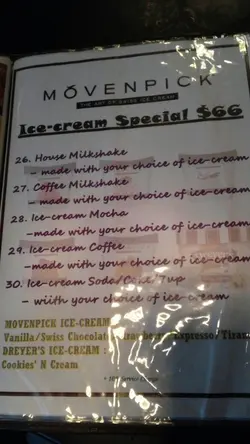 MÖVENPICK
THE ART OF SWISS ICE CREAM
Ice-cream Special $66
26. House Milkshake
- made with your choice of ice-cream
27. Coffee Milkshake
- made with your choice of ice-cream
28. Ice-cream Mocha
-made with your choice of ice-cream
29. Ice-cream Coffee
-made with your choice of ice-cream
30. Ice-cream Soda/Coke/7up
- wiith your choice of ice-cream
MOVENPICK ICE-CREAM
Vanilla/Swiss Chocolate/ Espresso/Tiras
DREYER'S ICE-CREAM :
Cookies' N Cream